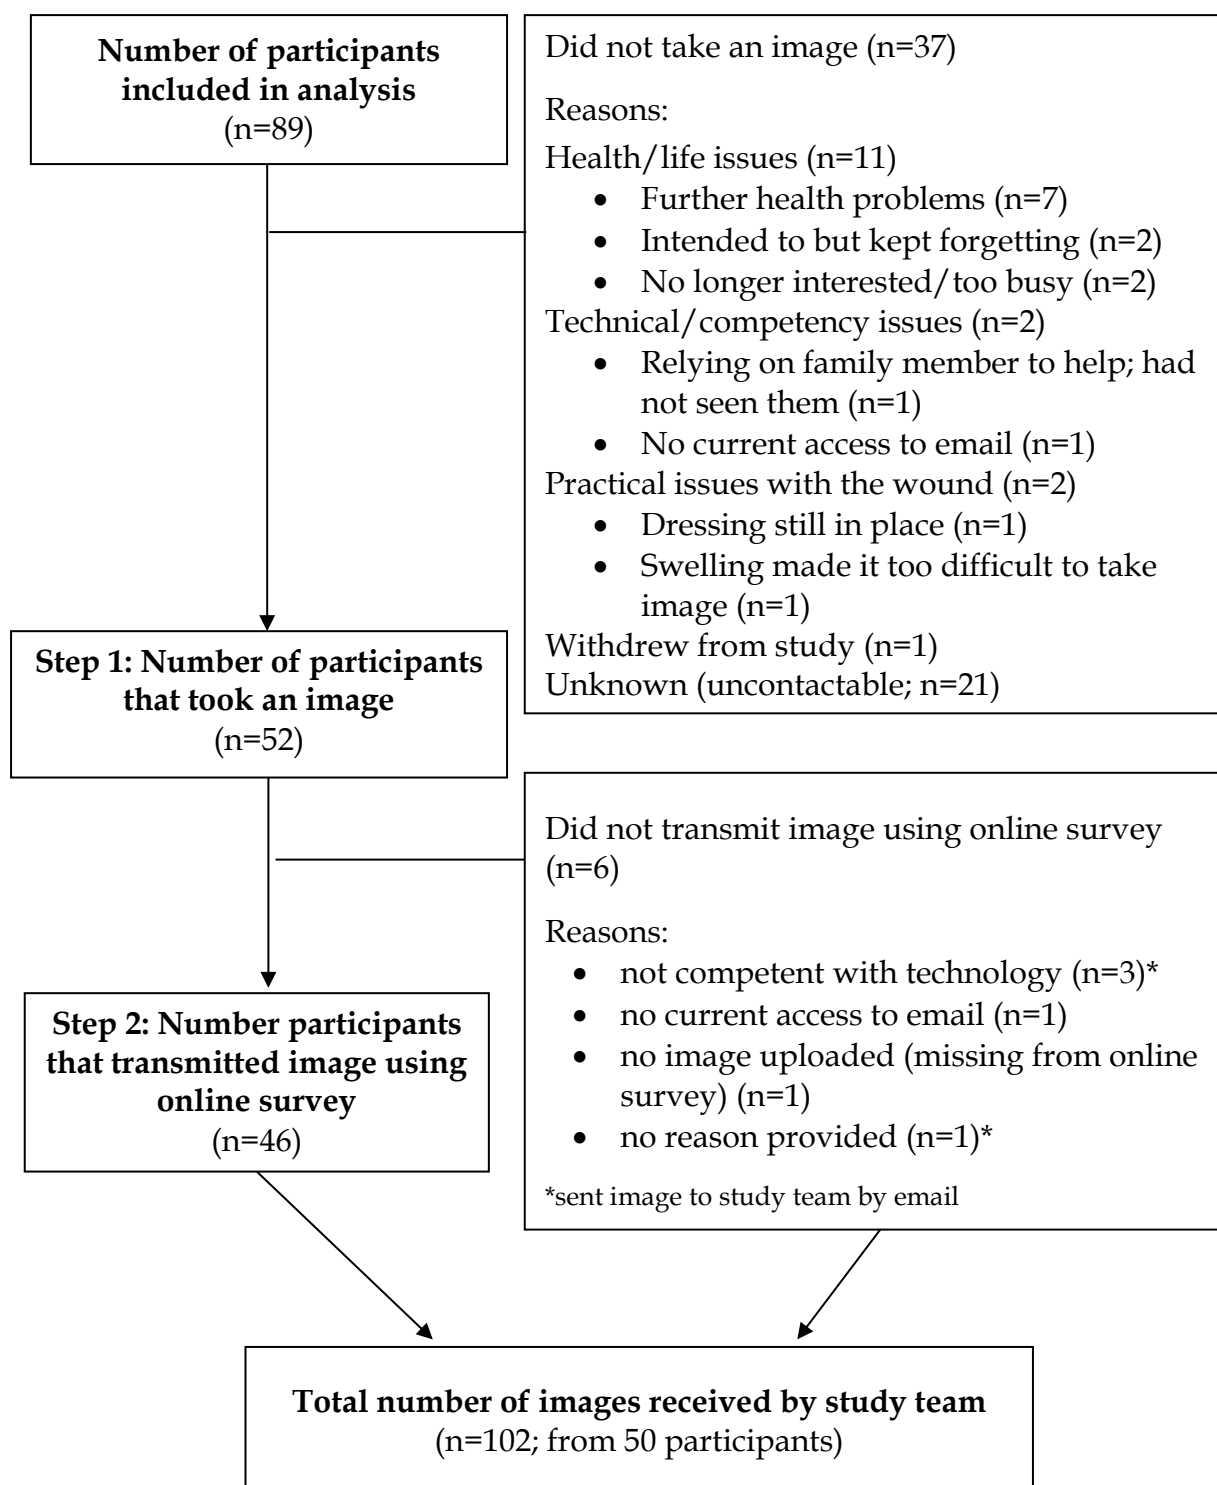 Number of participants
included in analysis
(n=89)
Did not take an image (n=37)
Reasons:
Health/life issues (n=11)
• Further health problems (n=7)
• Intended to but kept forgetting (n=2)
• No longer interested/too busy (n=2)
Technical/competency issues (n=2)
• Relying on family member to help; had
not seen them (n=1)
• No current access to email (n=1)
Practical issues with the wound (n=2)
• Dressing still in place (n=1)
• Swelling made it too difficult to take
image (n=1)
Withdrew from study (n=1)
Unknown (uncontactable; n=21)
Step 1: Number of participants
that took an image
(n=52)
Did not transmit image using online survey
(n=6)
Reasons:
• not competent with technology (n=3)*
• no current access to email (n=1)
• no image uploaded (missing from online
survey) (n=1)
• no reason provided (n=1)*
*sent image to study team by email
Step 2: Number participants
that transmitted image using
online survey
(n=46)
Total number of images received by study team
(n=102; from 50 participants)